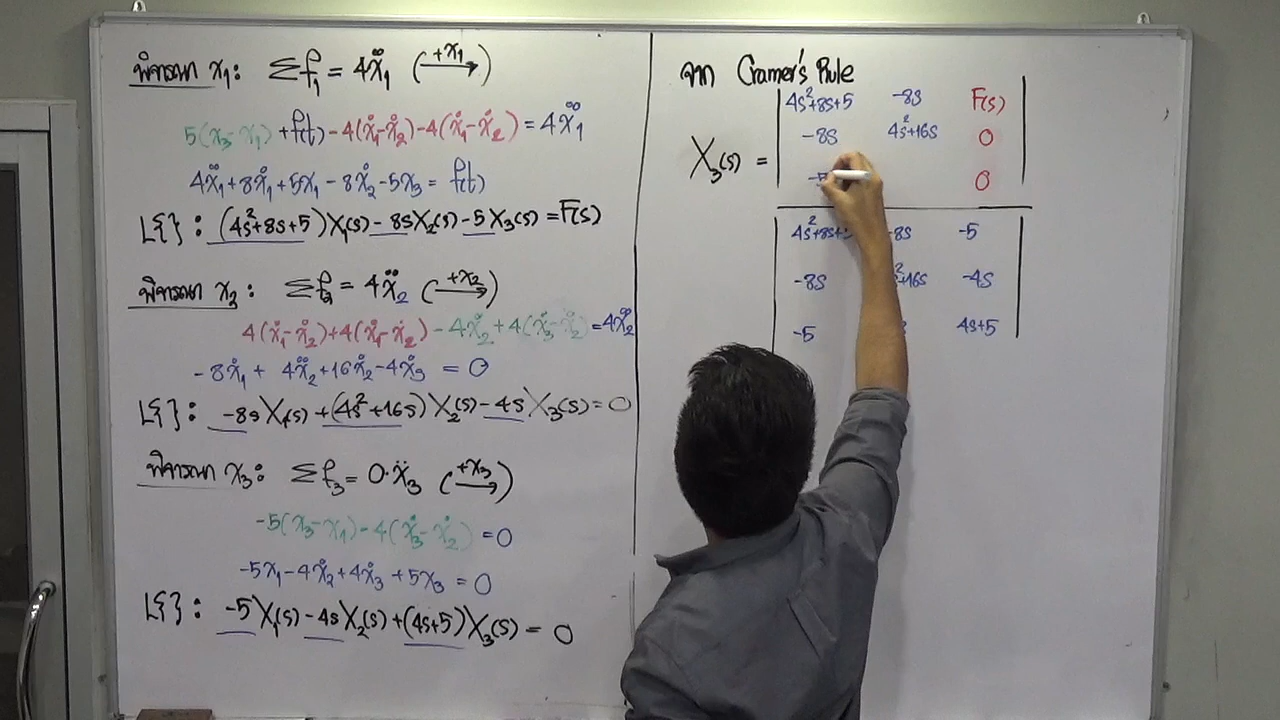 พิจารณา x₁: Σf₁ = 4ẍ₁ (+x₁→)
5(x₃-x₁)+f(t)-4(ẋ₁-ẋ₂)-4(ẋ₁-ẋ₂)=4ẍ₁
4ẍ₁+8ẋ₁+5x₁-8ẋ₂-5x₃= f(t)
L{}: (4s²+8s+5)X₁(s)-8sX₂(s)-5X₃(s)=F(s)
พิจารณา x₂: Σf₂ = 4ẍ₂ (+x₂→)
4(ẋ₁-ẋ₂)+4(ẋ₁-ẋ₂)-4ẋ₂+4(ẋ₃-ẋ₂)=4ẍ₂
-8ẋ₁+ 4ẍ₂+16ẋ₂-4ẋ₃ = 0
L{}: -8sX₁(s)+(4s²+16s)X₂(s)-4sX₃(s)=0
พิจารณา x₃: Σf₃ = 0·ẍ₃ (+x₃→)
-5(x₃-x₁)-4(ẋ₃-ẋ₂)=0
-5x₁-4ẋ₂+4ẋ₃+5x₃=0
L{}: -5X₁(s)-4sX₂(s)+(4s+5)X₃(s)= 0
จาก Cramer's Rule
4s²+8s+5 -8s F(s)
-8s 4s²+16s 0
X₃(s) =
0
-8s -5
-8s -4s
-5 4s+5